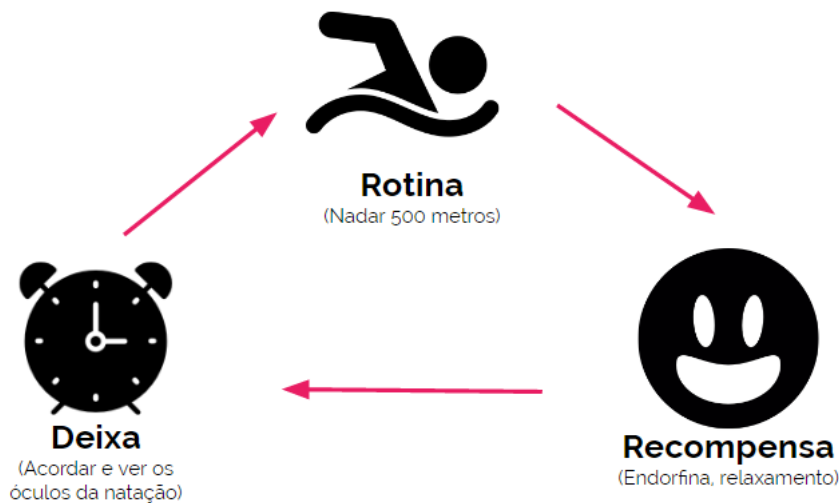 Rotina
(Nadar 500 metros)
Deixa
(Acordar e ver os
óculos da natação)
Recompensa
(Endorfina, relaxamento)